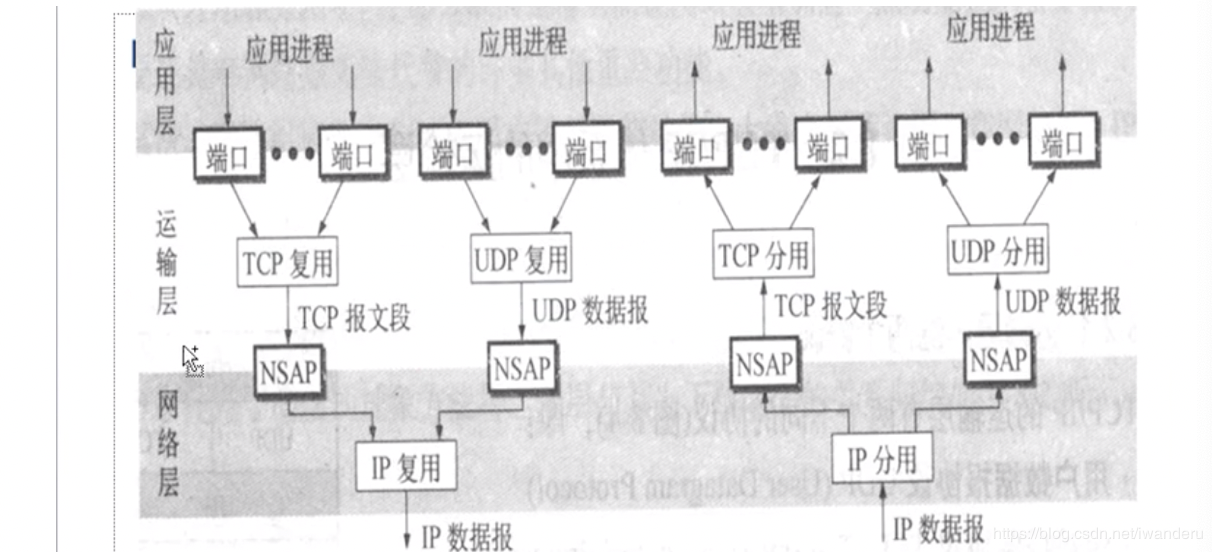 应用层
应用进程 应用进程 应用进程 应用进程
端口 端口 端口 端口 端口 端口 端口 端口
运输层
TCP 复用 UDP 复用 TCP 分用 UDP 分用
TCP 报文段 UDP 数据报 TCP 报文段 UDP 数据报
NSAP NSAP NSAP NSAP
网络层
IP 复用 IP 分用
IP 数据报 IP 数据报
https://blog.csdn.net/iwanderu